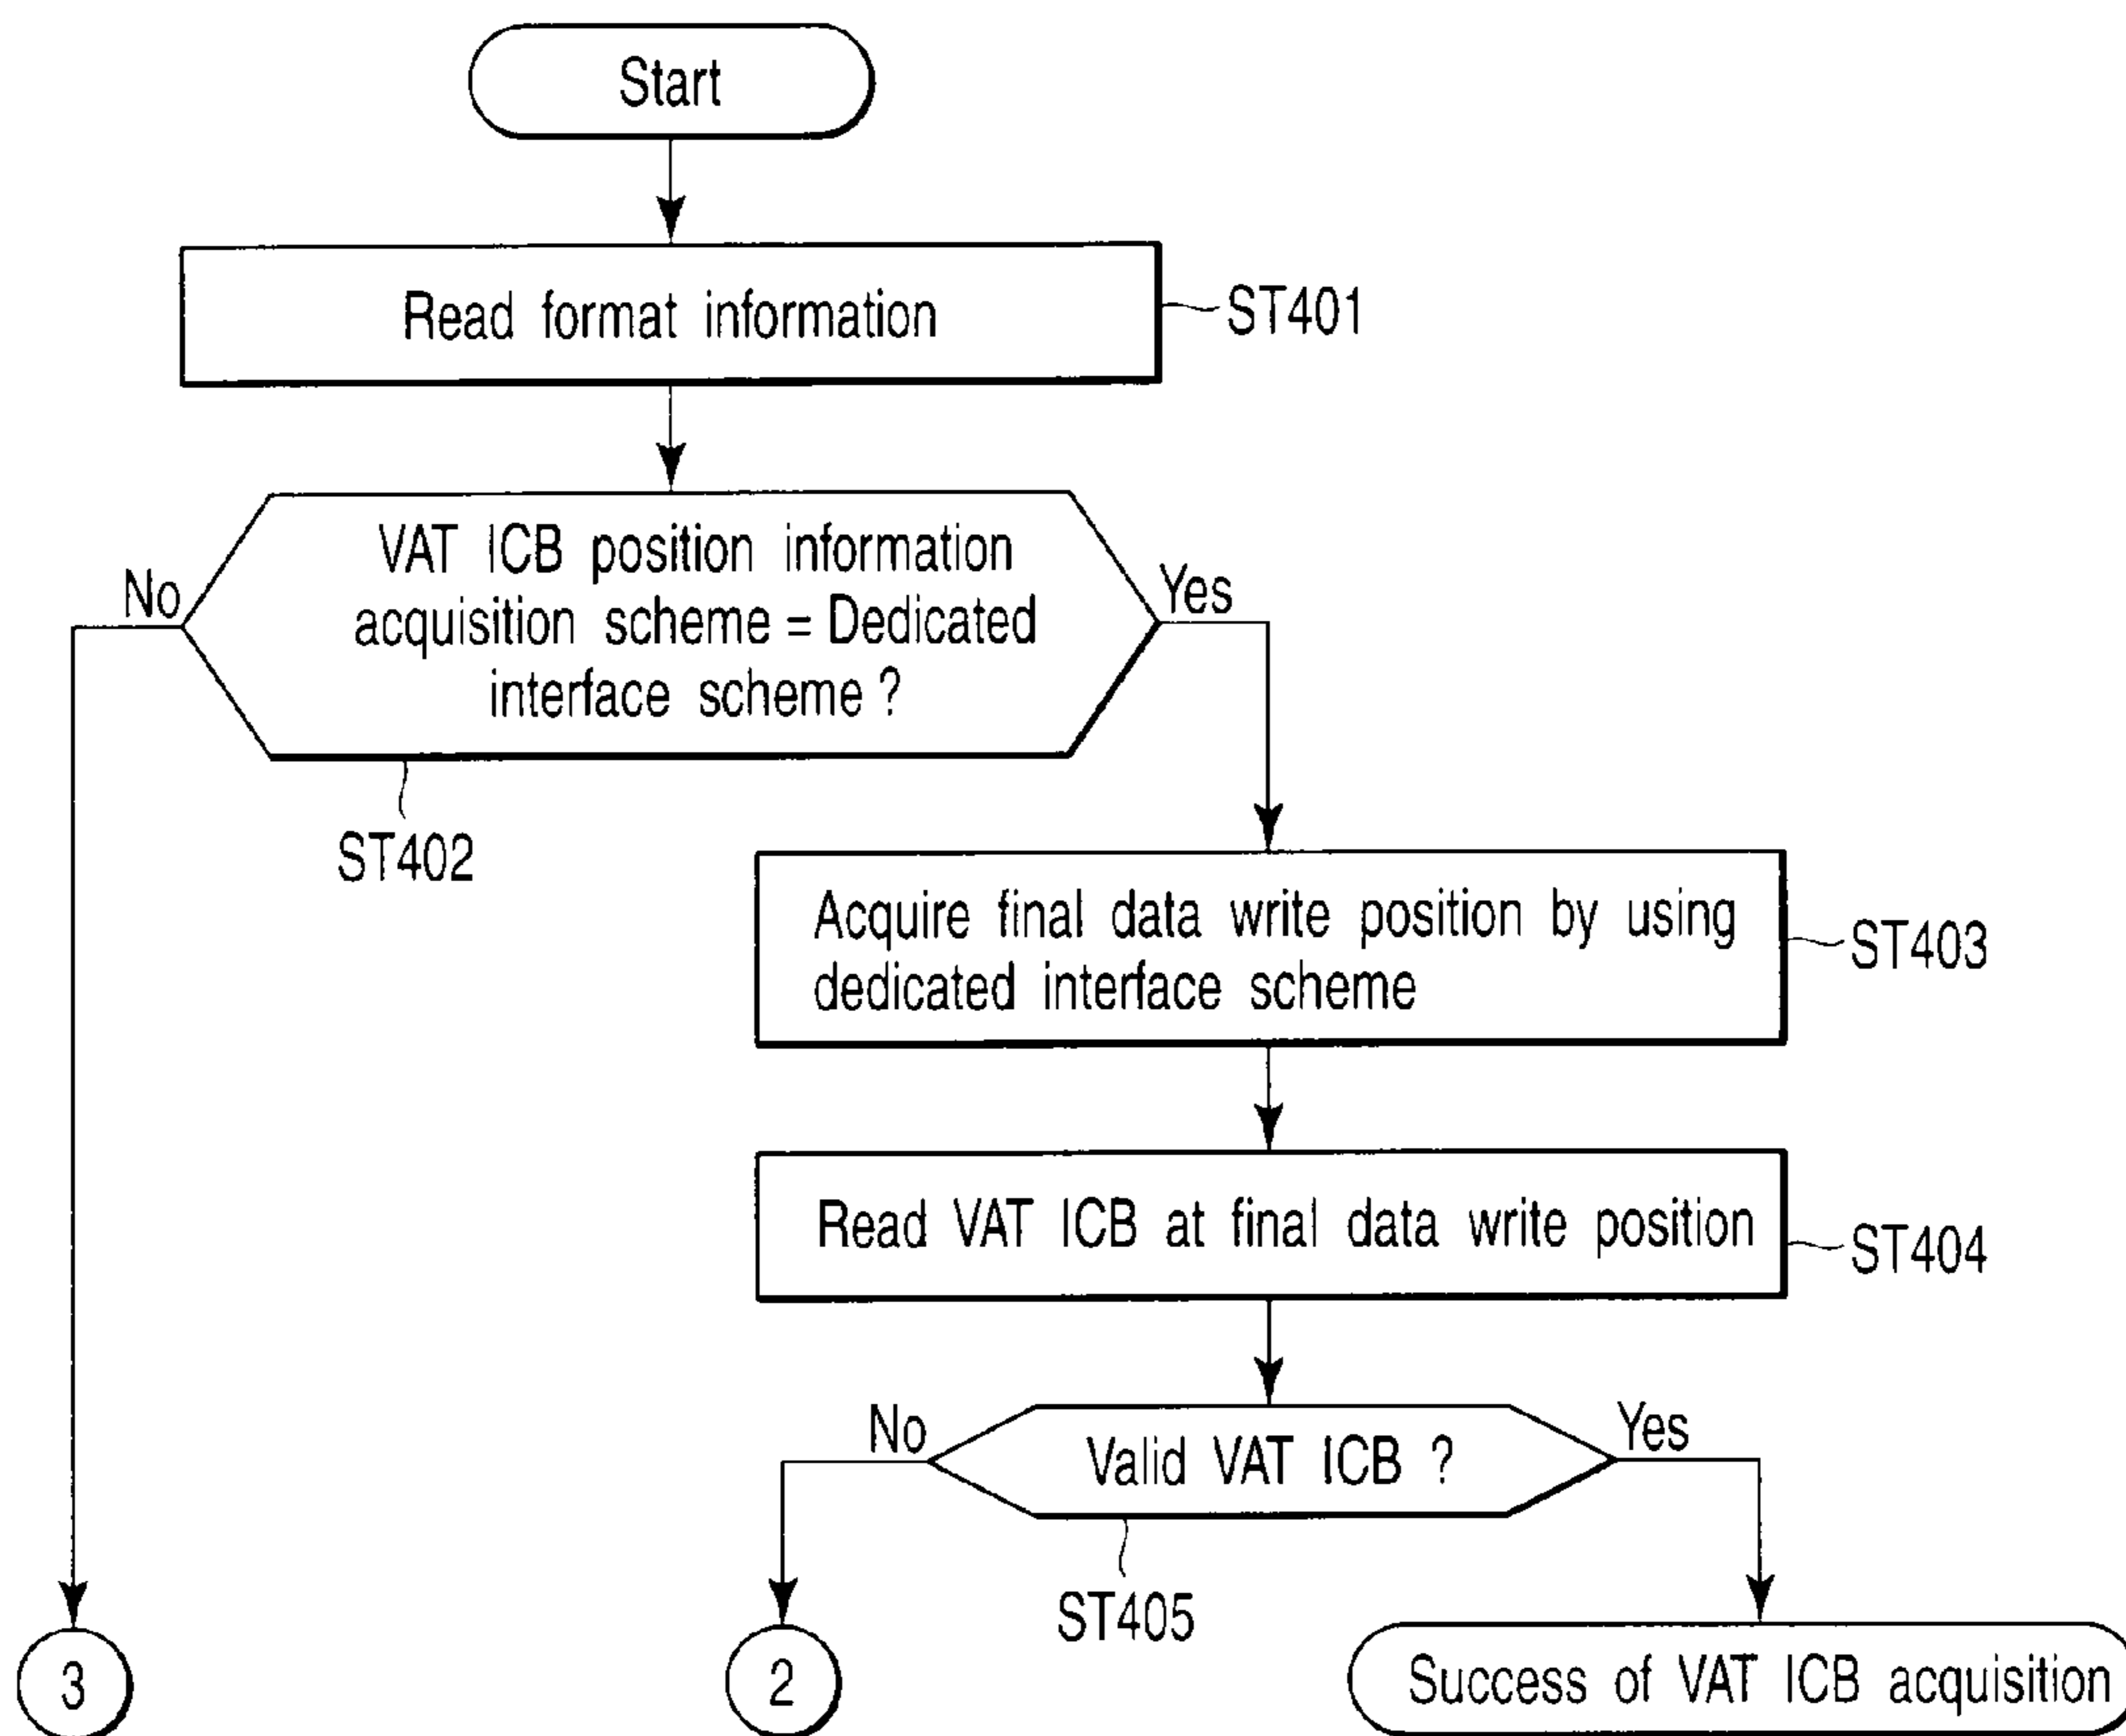 Start
Read format information
ST401
VAT ICB position information
acquisition scheme = Dedicated
interface scheme ?
No
Yes
ST402
Acquire final data write position by using
dedicated interface scheme
ST403
Read VAT ICB at final data write position
ST404
No
Valid VAT ICB ?
Yes
ST405
3
2
Success of VAT ICB acquisition